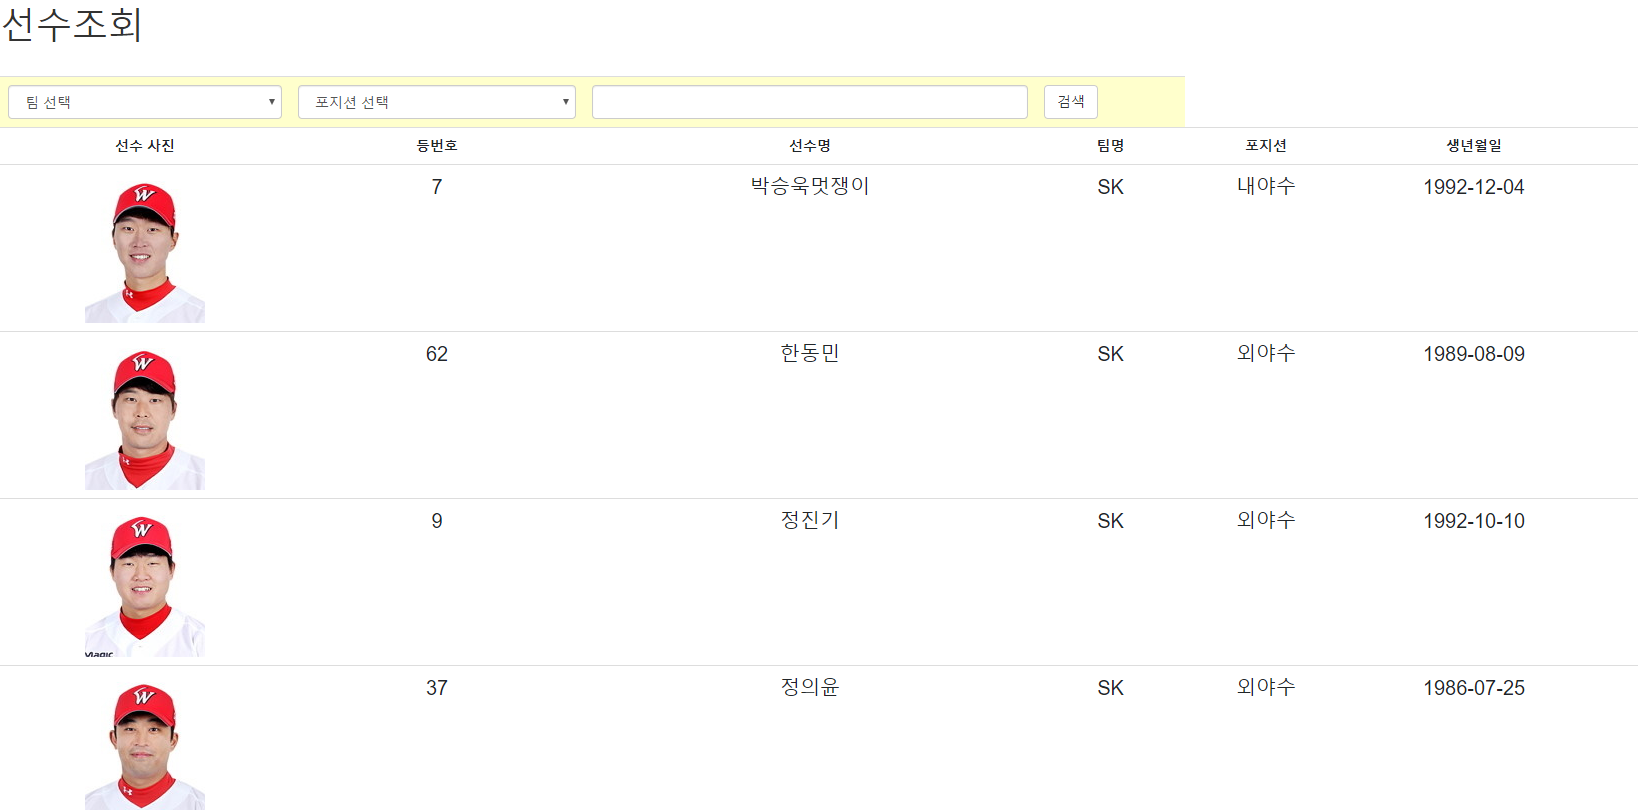 선수조회
팀 선택 포지션 선택 검색
선수 사진 등번호 선수명 팀명 포지션 생년월일
W
7 박승욱멋쟁이 SK 내야수 1992-12-04
W
62 한동민 SK 외야수 1989-08-09
W
9 정진기 SK 외야수 1992-10-10
Magic
W
37 정의윤 SK 외야수 1986-07-25